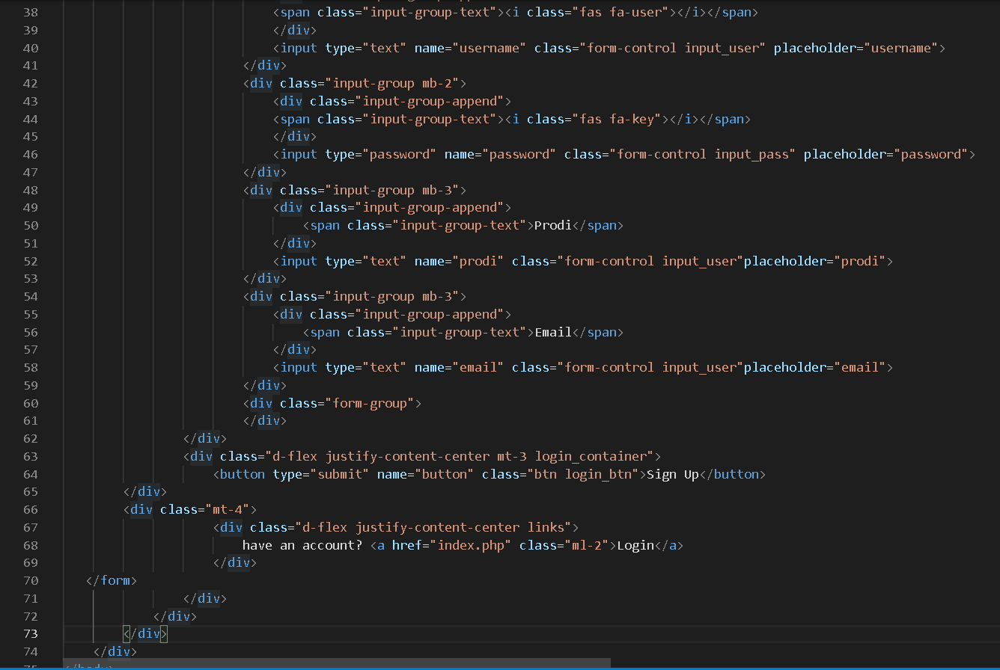 38 <span class="input-group-text"><i class="fas fa-user"></i></span>
39 </div>
40 <input type="text" name="username" class="form-control input_user" placeholder="username">
41 </div>
42 <div class="input-group mb-2">
43 <div class="input-group-append">
44 <span class="input-group-text"><i class="fas fa-key"></i></span>
45 </div>
46 <input type="password" name="password" class="form-control input_pass" placeholder="password">
47 </div>
48 <div class="input-group mb-3">
49 <div class="input-group-append">
50 <span class="input-group-text">Prodi</span>
51 </div>
52 <input type="text" name="prodi" class="form-control input_user"placeholder="prodi">
53 </div>
54 <div class="input-group mb-3">
55 <div class="input-group-append">
56 <span class="input-group-text">Email</span>
57 </div>
58 <input type="text" name="email" class="form-control input_user"placeholder="email">
59 </div>
60 <div class="form-group">
61 </div>
62 </div>
63 <div class="d-flex justify-content-center mt-3 login_container">
64 <button type="submit" name="button" class="btn login_btn">Sign Up</button>
65 </div>
66 <div class="mt-4">
67 <div class="d-flex justify-content-center links">
68 have an account? <a href="index.php" class="ml-2">Login</a>
69 </div>
70 </form>
71 </div>
72 </div>
73 </div>
74 </div>
75 </body>